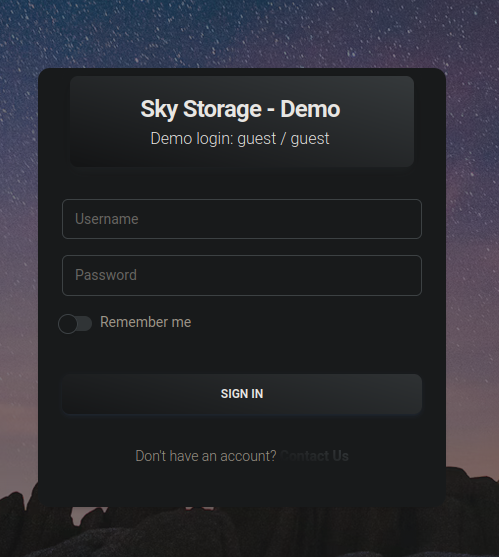 Sky Storage - Demo
Demo login: guest / guest
Username
Password
Remember me
SIGN IN
Don't have an account? Contact Us